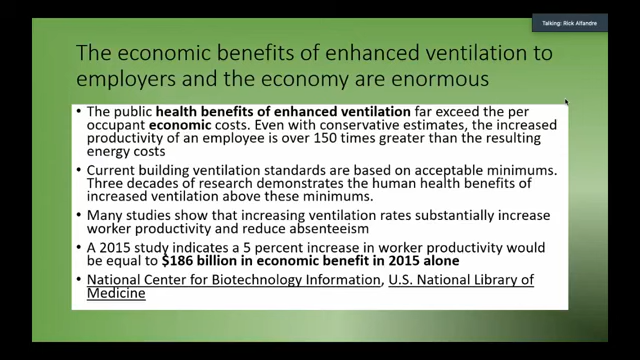 Talking: Rick Alfandre
The economic benefits of enhanced ventilation to
employers and the economy are enormous
• The public health benefits of enhanced ventilation far exceed the per
occupant economic costs. Even with conservative estimates, the increased
productivity of an employee is over 150 times greater than the resulting
energy costs
• Current building ventilation standards are based on acceptable minimums.
Three decades of research demonstrates the human health benefits of
increased ventilation above these minimums.
• Many studies show that increasing ventilation rates substantially increase
worker productivity and reduce absenteeism
• A 2015 study indicates a 5 percent increase in worker productivity would
be equal to $186 billion in economic benefit in 2015 alone
• National Center for Biotechnology Information, U.S. National Library of
Medicine